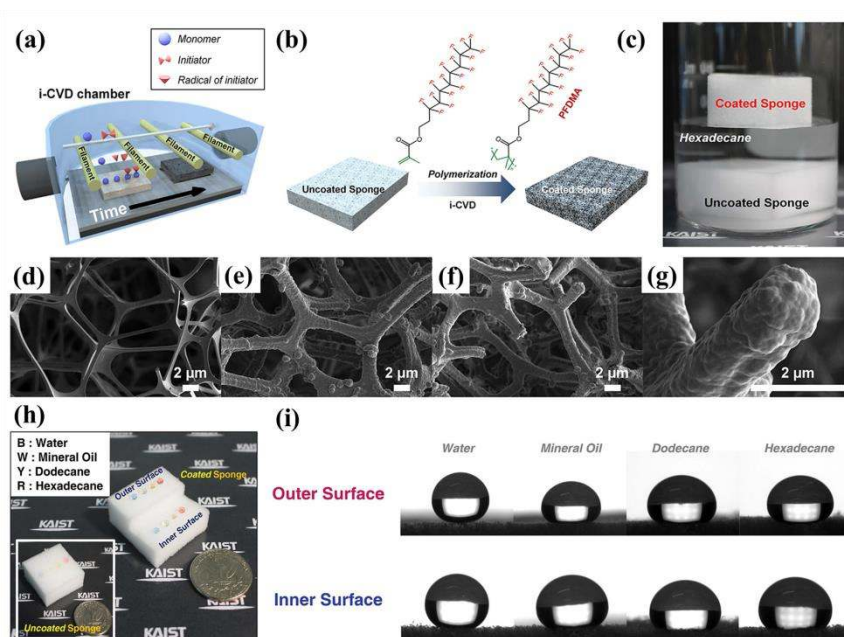 (a)
Monomer
Initiator
Radical of initiator
i-CVD chamber
Filament
Filament
Filament
Filament
Time
(b)
PFDMA
Uncoated Sponge
Polymerization
i-CVD
Coated Sponge
(c)
Coated Sponge
Hexadecane
Uncoated Sponge
KAIST
KAIST
(d)
2 μm
(e)
2 μm
(f)
2 μm
(g)
2 μm
(h)
B : Water
W : Mineral Oil
Y : Dodecane
R : Hexadecane
Coated Sponge
Outer Surface
Inner Surface
KAIST
KAIST
KAIST
Uncoated Sponge
(i)
Water
Mineral Oil
Dodecane
Hexadecane
Outer Surface
Inner Surface